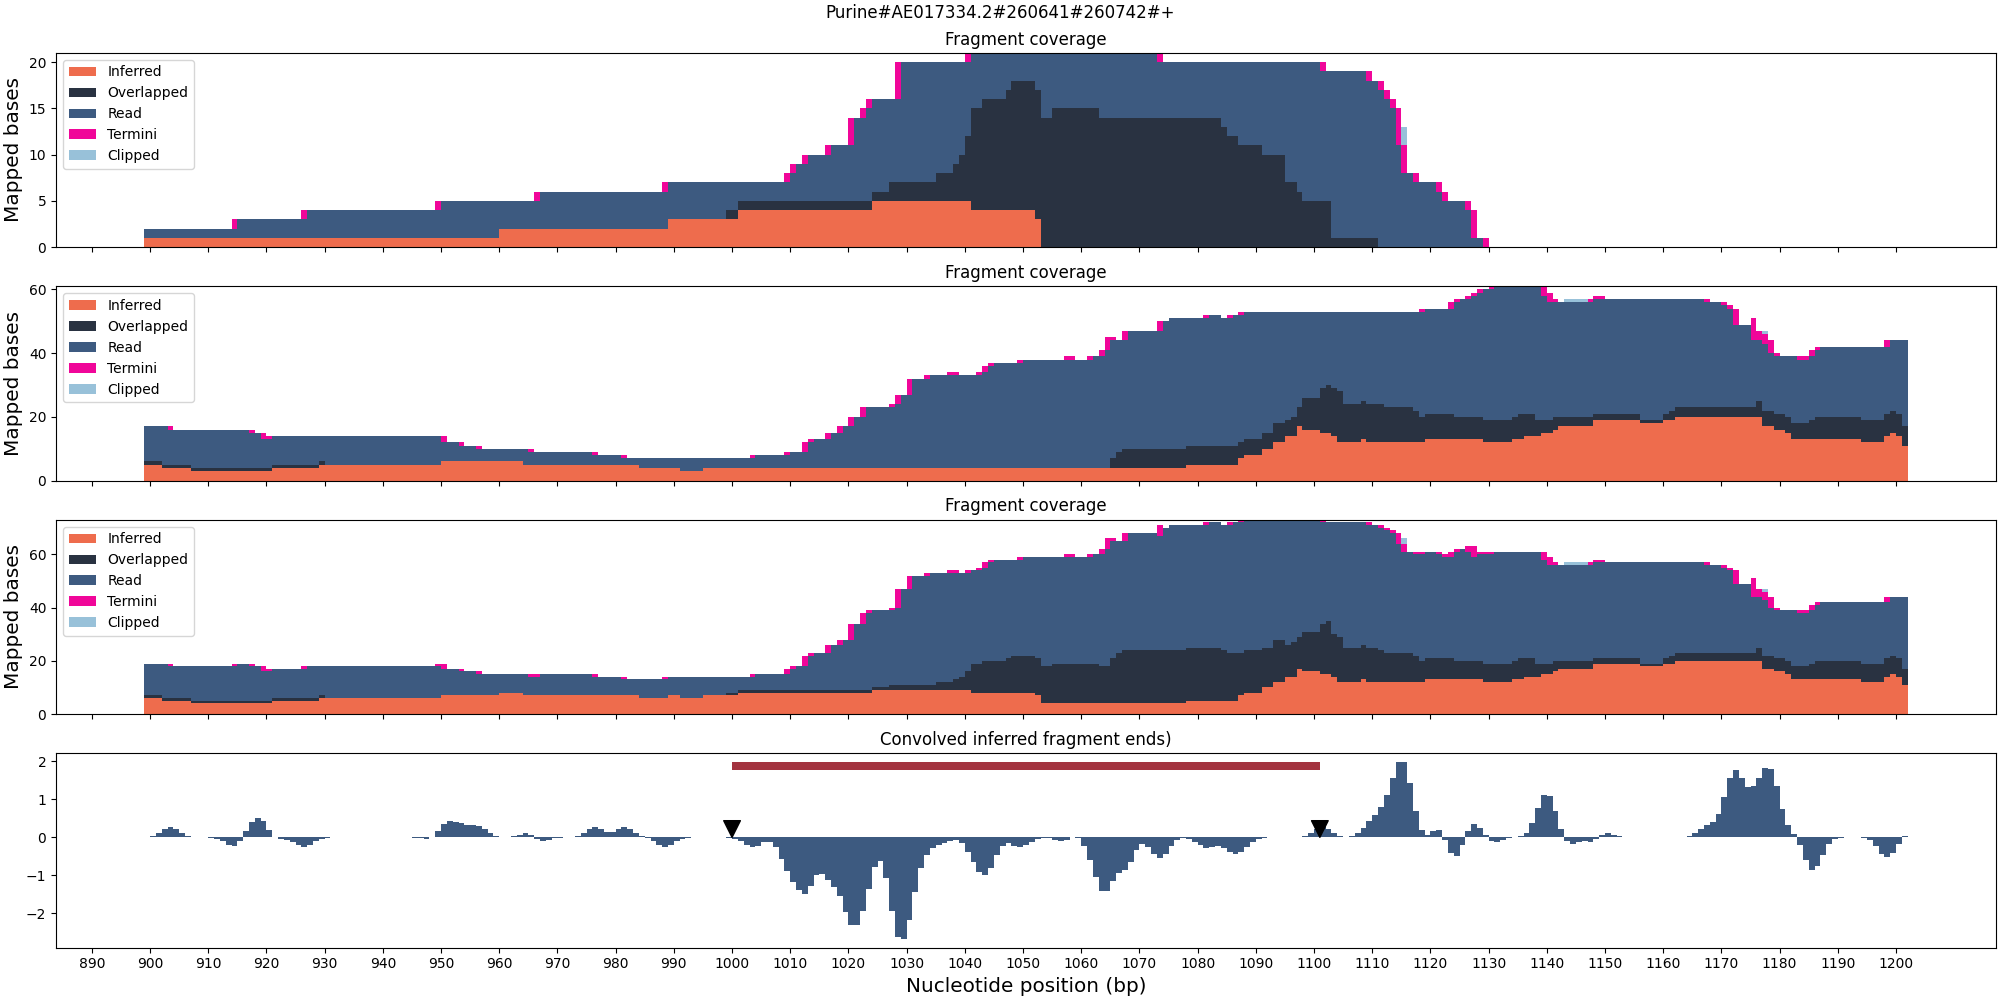 Purine#AE017334.2#260641#260742#+
Fragment coverage
Mapped bases
20
15
10
5
0
Inferred
Overlapped
Read
Termini
Clipped
Fragment coverage
Mapped bases
60
40
20
0
Inferred
Overlapped
Read
Termini
Clipped
Fragment coverage
Mapped bases
60
40
20
0
Inferred
Overlapped
Read
Termini
Clipped
Convolved inferred fragment ends)
2
1
0
−1
−2
890 900 910 920 930 940 950 960 970 980 990 1000 1010 1020 1030 1040 1050 1060 1070 1080 1090 1100 1110 1120 1130 1140 1150 1160 1170 1180 1190 1200
Nucleotide position (bp)